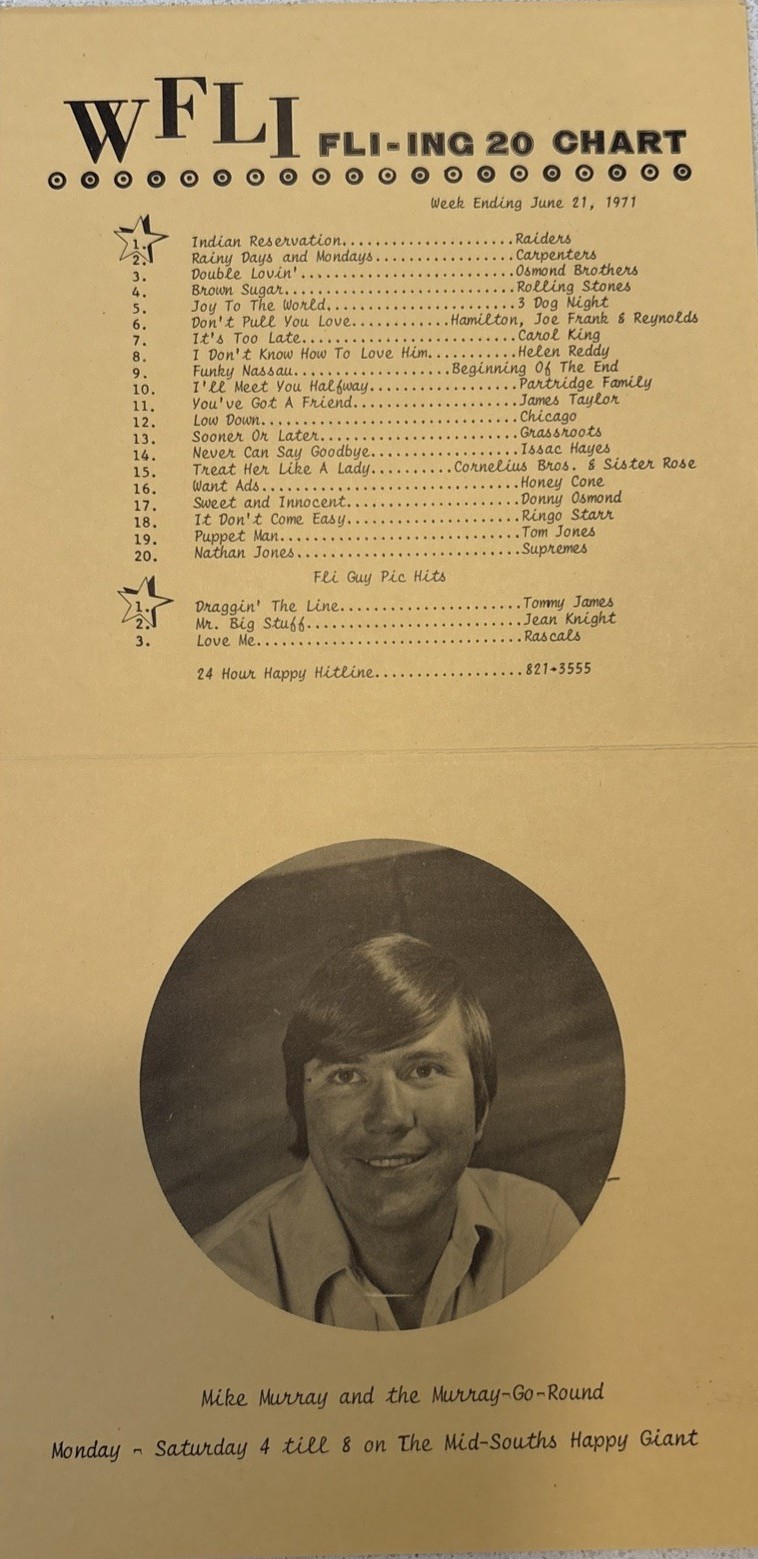 WFLI FLI-ING 20 CHART
Week Ending June 21, 1971
1. Indian Reservation.....................Raiders
2. Rainy Days and Mondays.................Carpenters
3. Double Lovin'..........................Osmond Brothers
4. Brown Sugar............................Rolling Stones
5. Joy To The World.......................3 Dog Night
6. Don't Pull You Love............Hamilton, Joe Frank & Reynolds
7. It's Too Late..........................Carol King
8. I Don't Know How To Love Him...........Helen Reddy
9. Funky Nassau...................Beginning Of The End
10. I'll Meet You Halfway..................Partridge Family
11. You've Got A Friend....................James Taylor
12. Low Down...............................Chicago
13. Sooner Or Later........................Grassroots
14. Never Can Say Goodbye..................Issac Hayes
15. Treat Her Like A Lady..........Cornelius Bros. & Sister Rose
16. Want Ads...............................Honey Cone
17. Sweet and Innocent.....................Donny Osmond
18. It Don't Come Easy.....................Ringo Starr
19. Puppet Man.............................Tom Jones
20. Nathan Jones...........................Supremes
Fli Guy Pic Hits
1. Draggin' The Line......................Tommy James
2. Mr. Big Stuff..........................Jean Knight
3. Love Me................................Rascals
24 Hour Happy Hitline..................821-3555
Mike Murray and the Murray-Go-Round
Monday - Saturday 4 till 8 on The Mid-Souths Happy Giant